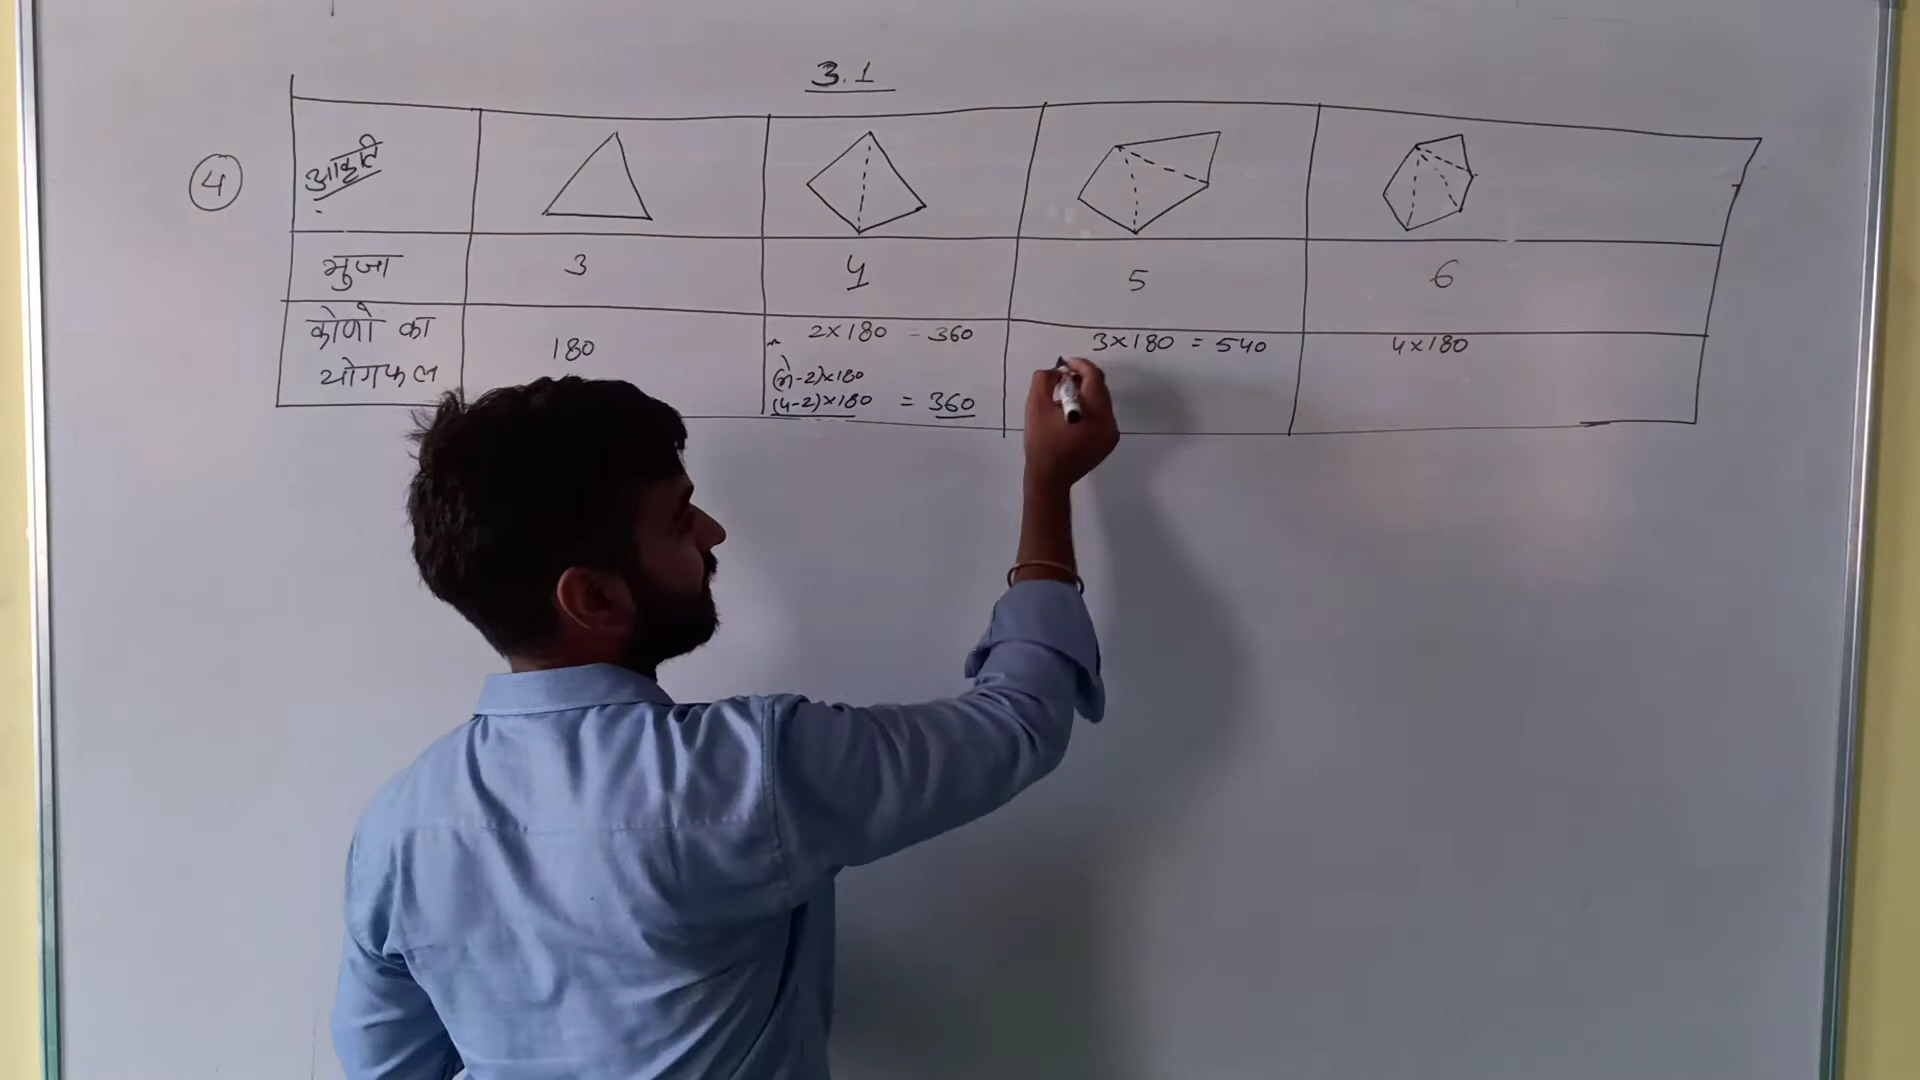 3.1
4
आकृति
भुजा 3 4 5 6
कोणों का
योगफल
180
2×180 = 360
(n-2)×180
(4-2)×180 = 360
3×180 = 540
4×180